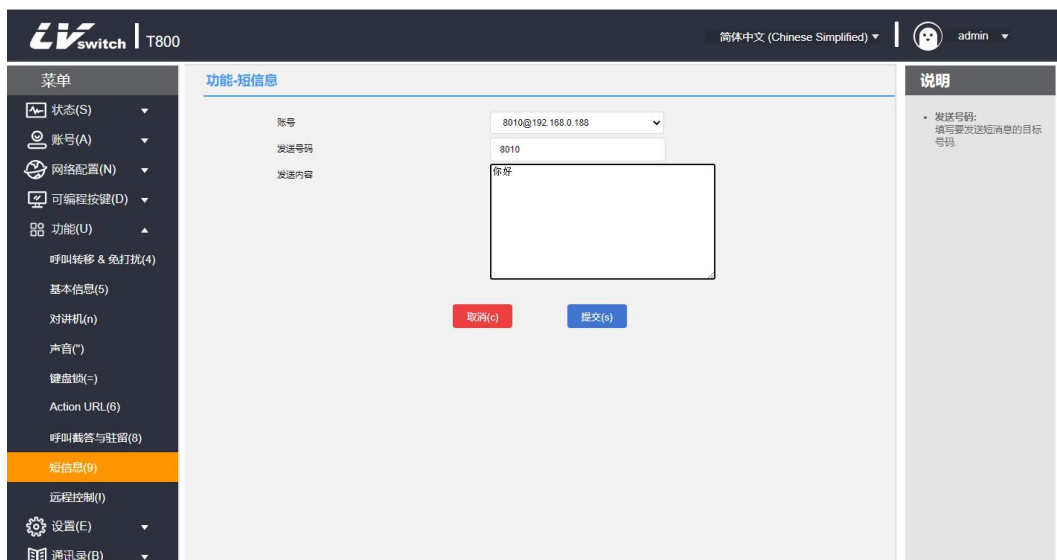 LVswitch T800
简体中文 (Chinese Simplified)
admin
菜单
状态(S)
账号(A)
网络配置(N)
可编程按键(D)
功能(U)
呼叫转移 & 免打扰(4)
基本信息(5)
对讲机(n)
声音(")
键盘锁(=)
Action URL(6)
呼叫截答与驻留(8)
短信息(9)
远程控制(!)
设置(E)
通讯录(B)
功能-短信息
账号
8010@192.168.0.188
发送号码
8010
发送内容
你好
取消(c)
提交(s)
说明
• 发送号码:
填写要发送短消息的目标
号码.